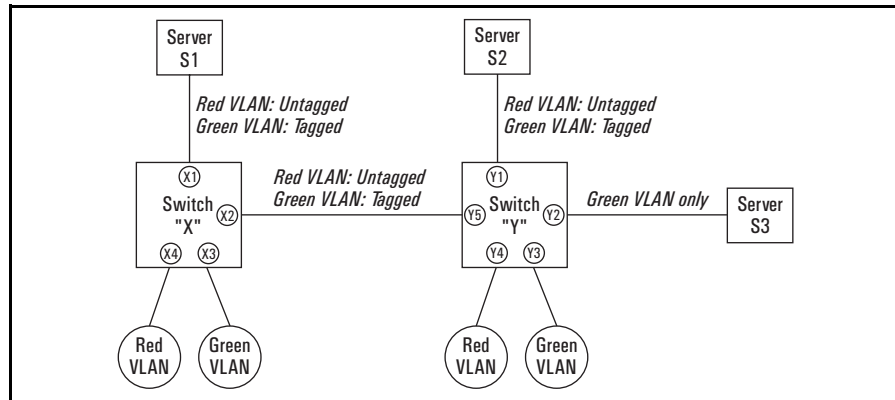 Server
S1
Server
S2
Red VLAN: Untagged
Green VLAN: Tagged
Red VLAN: Untagged
Green VLAN: Tagged
X1
Switch
"X"
X2
X4
X3
Red VLAN: Untagged
Green VLAN: Tagged
Y1
Y5
Switch
"Y"
Y2
Y4
Y3
Green VLAN only
Server
S3
Red
VLAN
Green
VLAN
Red
VLAN
Green
VLAN